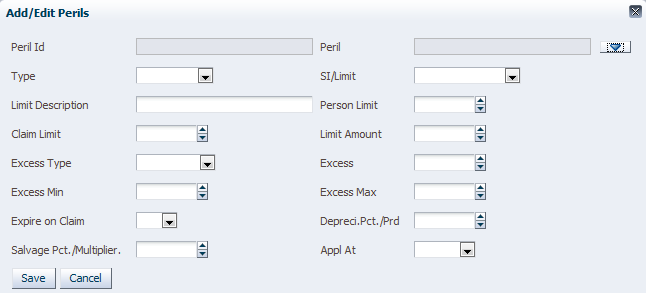 Add/Edit Perils
Peril Id Peril
Type SI/Limit
Limit Description Person Limit
Claim Limit Limit Amount
Excess Type Excess
Excess Min Excess Max
Expire on Claim Depreci.Pct./Prd
Salvage Pct./Multiplier. Appl At
Save Cancel